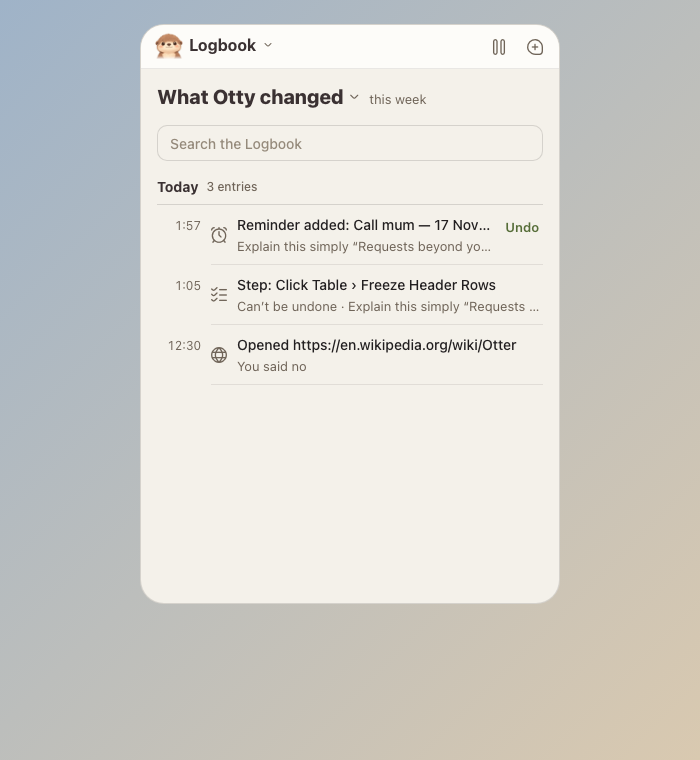 Logbook
What Otty changed this week
Search the Logbook
Today 3 entries
1:57 Reminder added: Call mum — 17 Nov… Undo
Explain this simply “Requests beyond yo…
1:05 Step: Click Table › Freeze Header Rows
Can’t be undone · Explain this simply “Requests …
12:30 Opened https://en.wikipedia.org/wiki/Otter
You said no